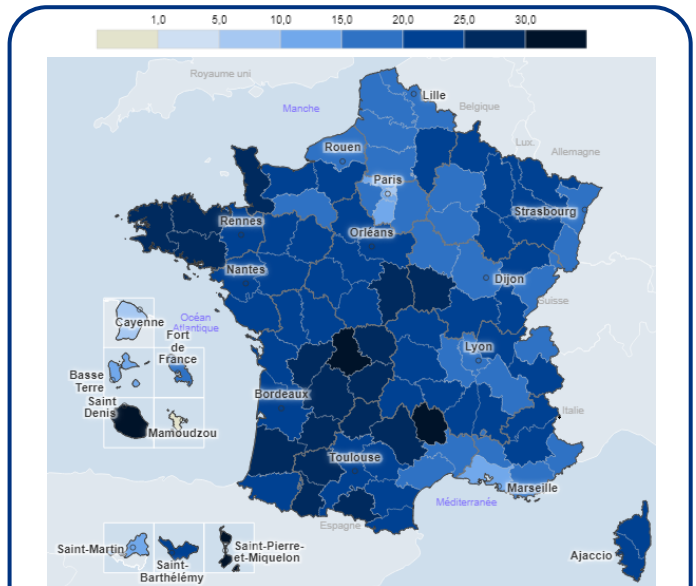 1,0 5,0 10,0 15,0 20,0 25,0 30,0
Royaume uni
Lille
Manche
Belgique
Lux.
Allemagne
Rouen
Paris
Strasbourg
Rennes
Orléans
Nantes
Dijon
Suisse
Cayenne
Océan
Atlantique
Fort
de
France
Lyon
Basse
Terre
Bordeaux
Saint
Denis
Italie
Mamoudzou
Toulouse
Marseille
Méditerranée
Espagne
Saint-Martin
Saint-
Barthélémy
Saint-Pierre-
et-Miquelon
Ajaccio